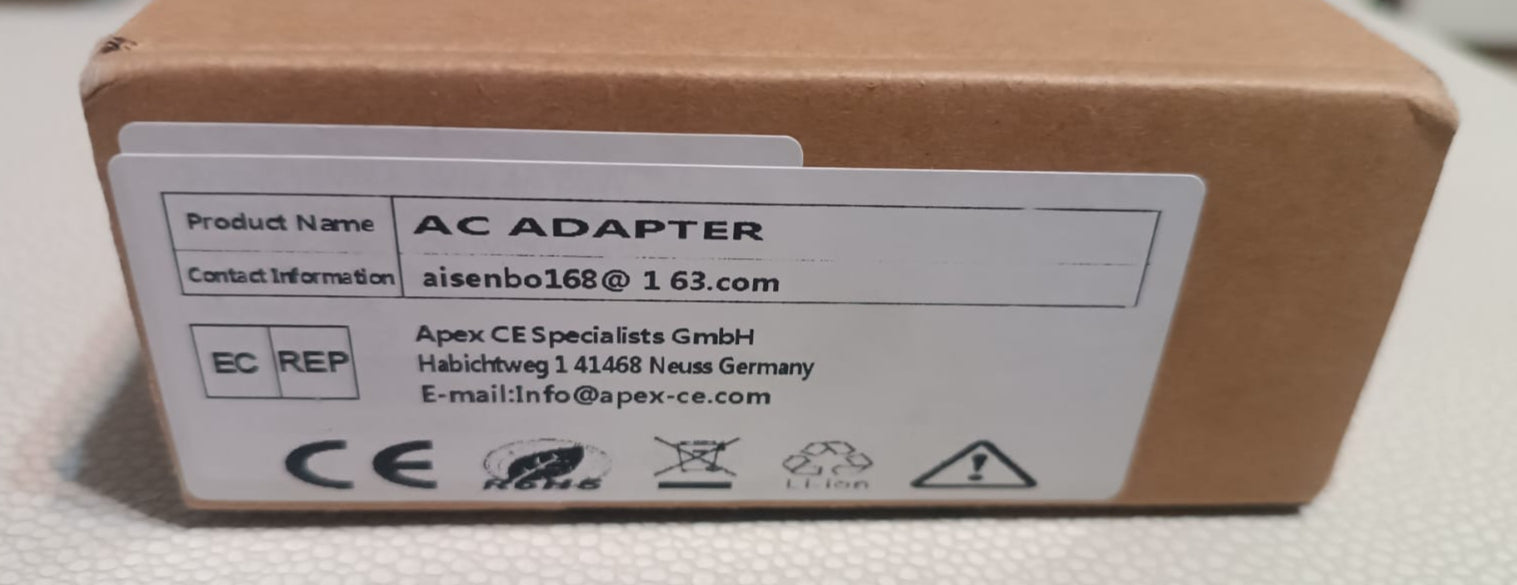 Product Name AC ADAPTER
Contact Information aisenbo168@ 1 63.com
Apex CE Specialists GmbH
EC REP Habichtweg 1 41468 Neuss Germany
E-mail:Info@apex-ce.com
CE RoHS Li-ion